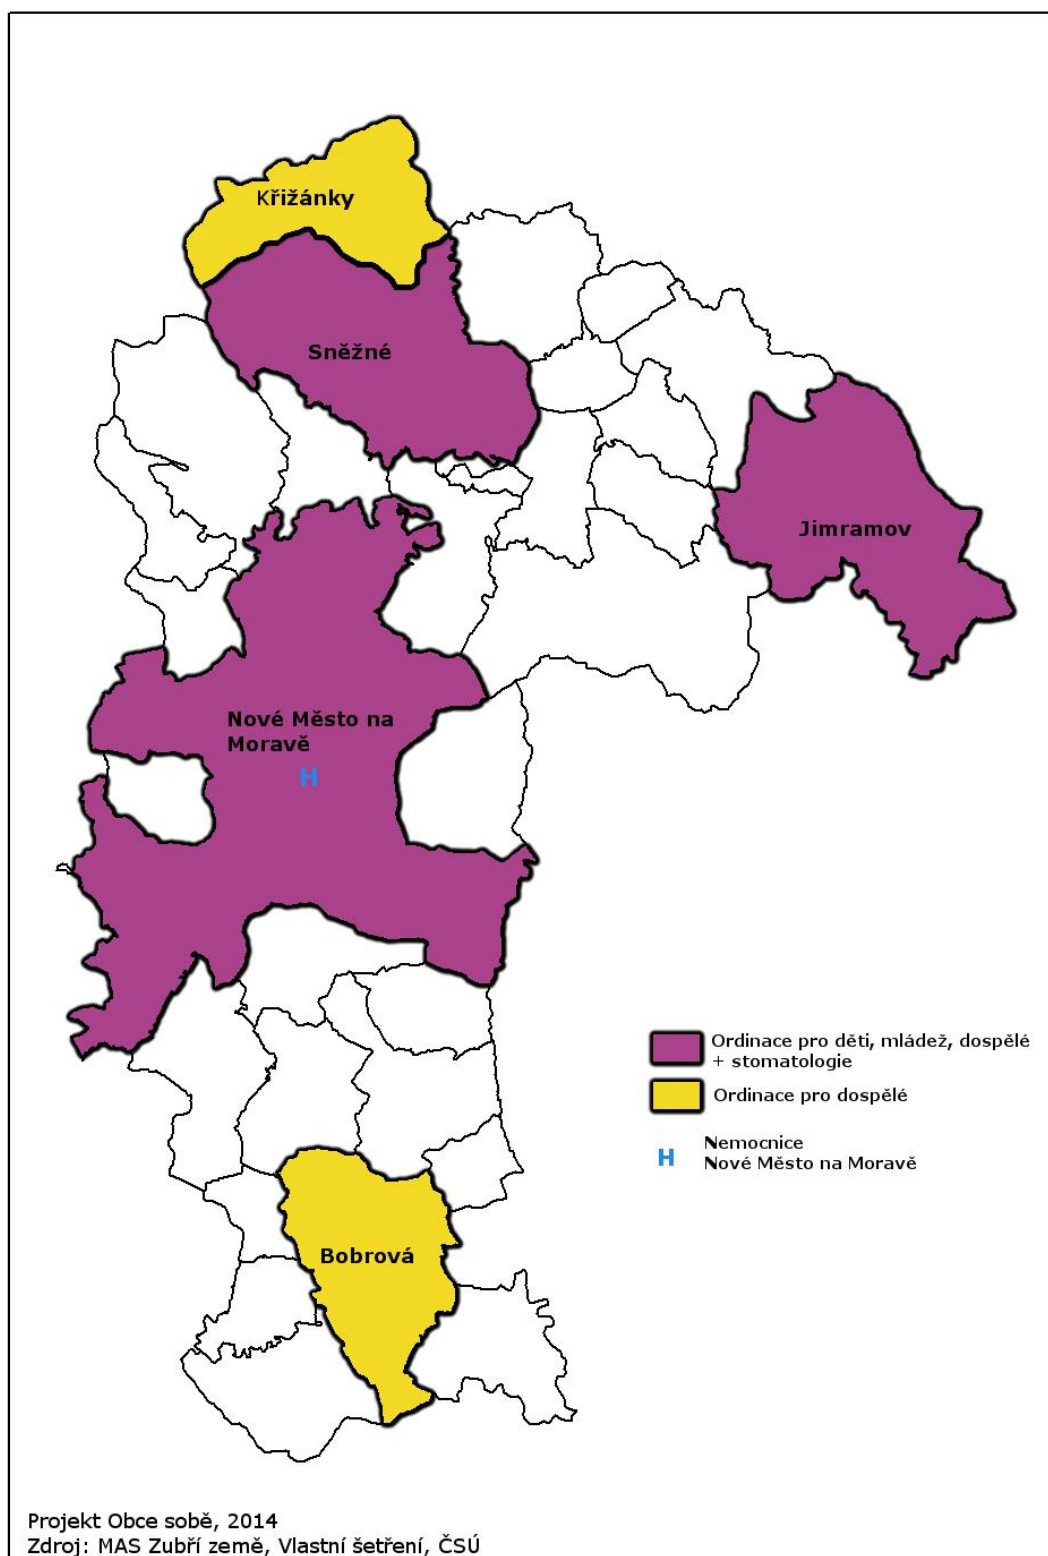 Křižánky
Sněžné
Jimramov
Nové Město na
Moravě
H
Ordinace pro děti, mládež, dospělé
+ stomatologie
Ordinace pro dospělé
H
Nemocnice
Nové Město na Moravě
Bobrová
Projekt Obce sobě, 2014
Zdroj: MAS Zubří země, Vlastní šetření, ČSÚ